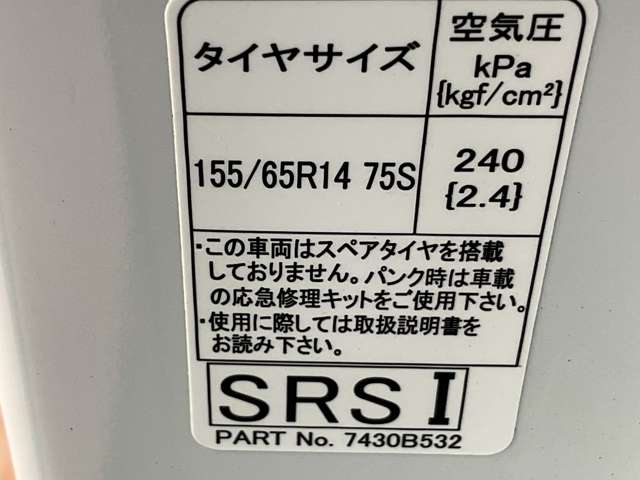 タイヤサイズ
空気圧
kPa
{kgf/cm²}
155/65R14 75S
240
{2.4}
・この車両はスペアタイヤを搭載
しておりません。パンク時は車載
の応急修理キットをご使用下さい。
・使用に際しては取扱説明書を
お読み下さい。
SRS I
PART No. 7430B532